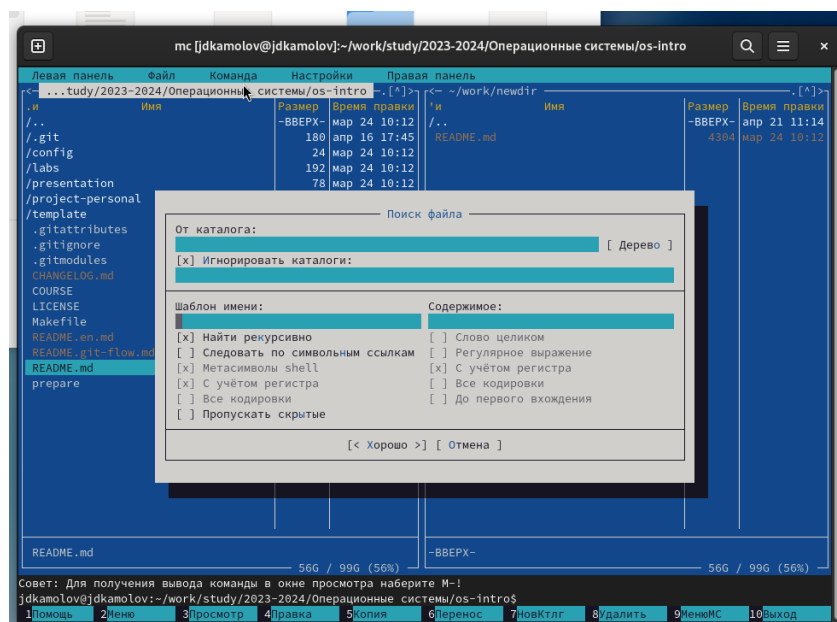 mc [jdkamolov@jdkamolov]:~/work/study/2023-2024/Операционные системы/os-intro
Левая панель Файл Команда Настройки Правая панель
<— ...tudy/2023-2024/Операционные системы/os-intro —.[^]> <— ~/work/newdir —.[^]>
.и Имя Размер Время правки 'и Имя Размер Время правки
/.. -ВВЕРХ- мар 24 10:12 /.. -ВВЕРХ- апр 21 11:14
/.git 180 апр 16 17:45 README.md 4304 мар 24 10:12
/config 24 мар 24 10:12
/labs 192 мар 24 10:12
/presentation 78 мар 24 10:12
/project-personal
/template
.gitattributes
.gitignore
.gitmodules
CHANGELOG.md
COURSE
LICENSE
Makefile
README.en.md
README.git-flow.md
README.md
prepare
Поиск файла
От каталога:
[ Дерево ]
[x] Игнорировать каталоги:
Шаблон имени: Содержимое:
[x] Найти рекурсивно [ ] Слово целиком
[ ] Следовать по символьным ссылкам [ ] Регулярное выражение
[x] Метасимволы shell [x] С учётом регистра
[x] С учётом регистра [ ] Все кодировки
[ ] Все кодировки [ ] До первого вхождения
[ ] Пропускать скрытые
[< Хорошо >] [ Отмена ]
README.md -ВВЕРХ-
56G / 99G (56%) 56G / 99G (56%)
Совет: Для получения вывода команды в окне просмотра наберите M-!
jdkamolov@jdkamolov:~/work/study/2023-2024/Операционные системы/os-intro$
1Помощь 2Меню 3Просмотр 4Правка 5Копия 6Перенос 7НовКтлг 8Удалить 9МенюMC 10Выход